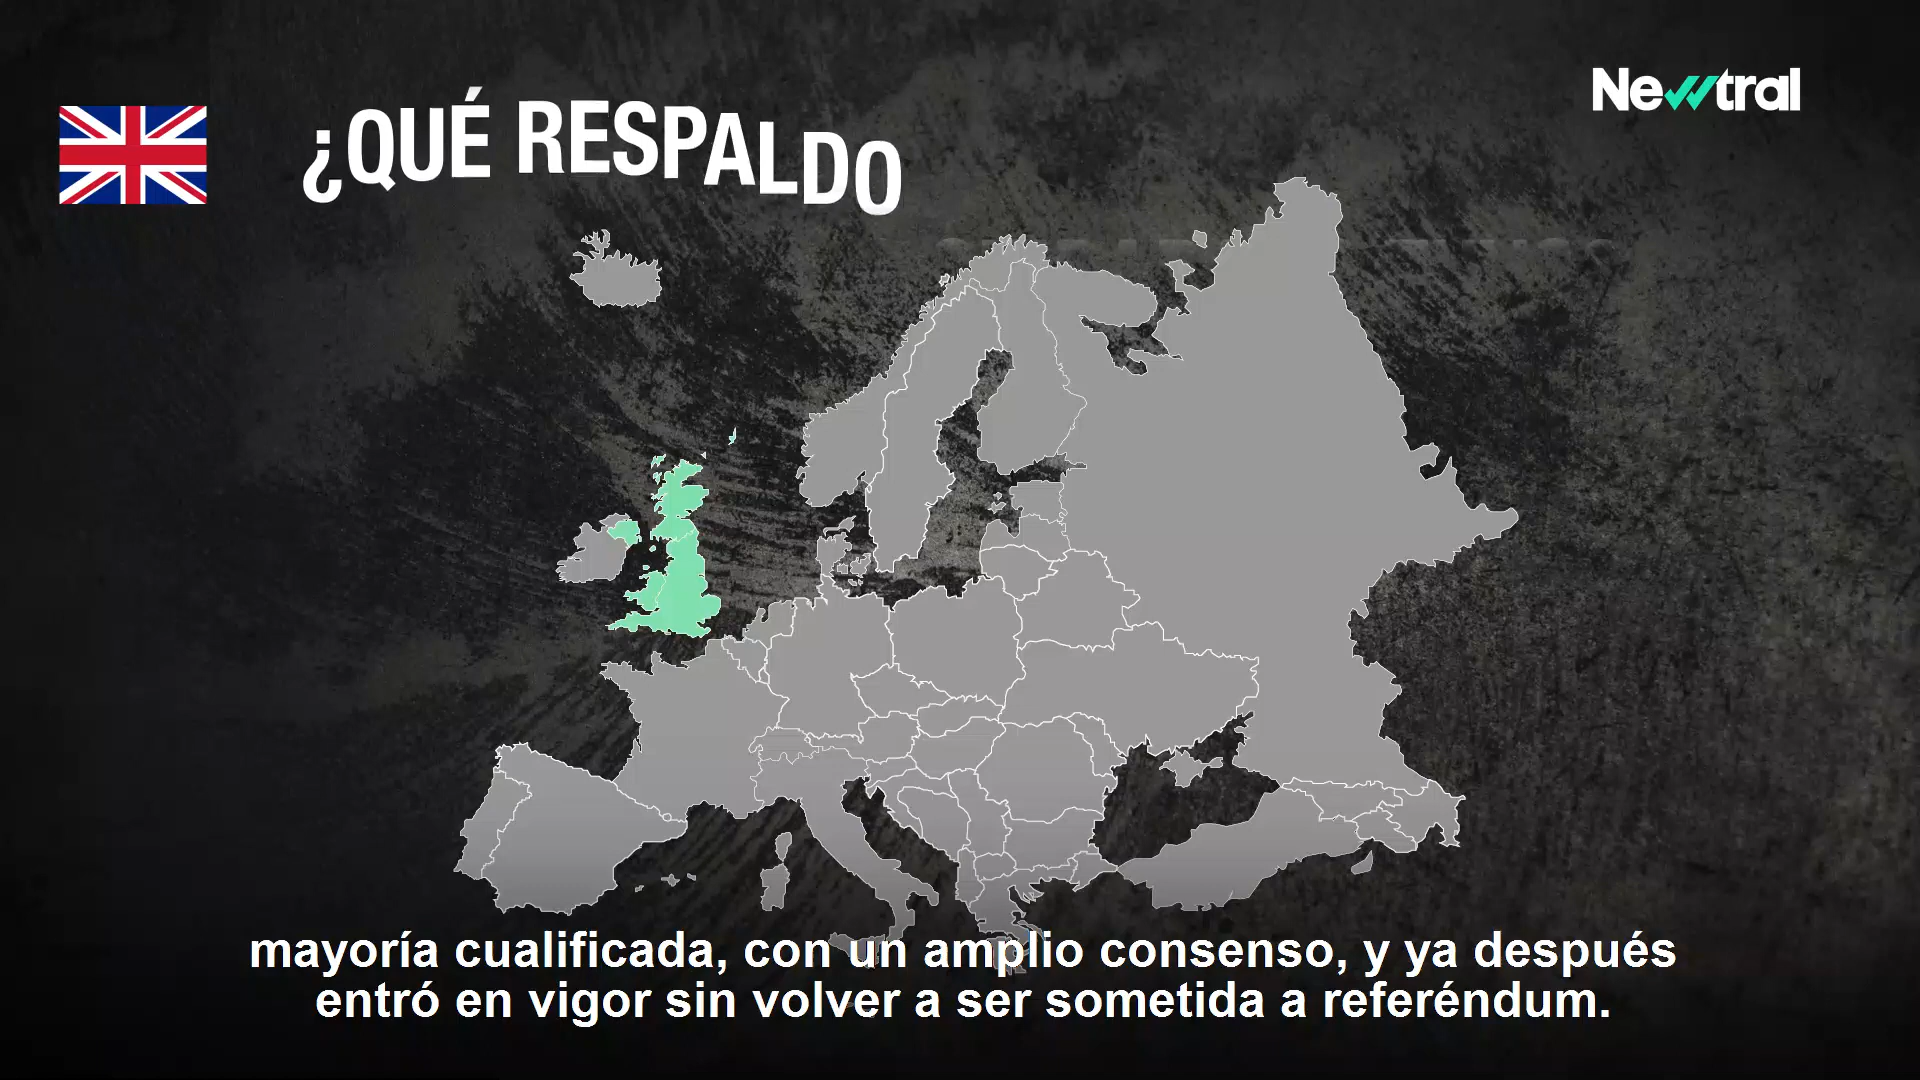 Newtral
¿QUÉ RESPALDO
mayoría cualificada, con un amplio consenso, y ya después
entró en vigor sin volver a ser sometida a referéndum.